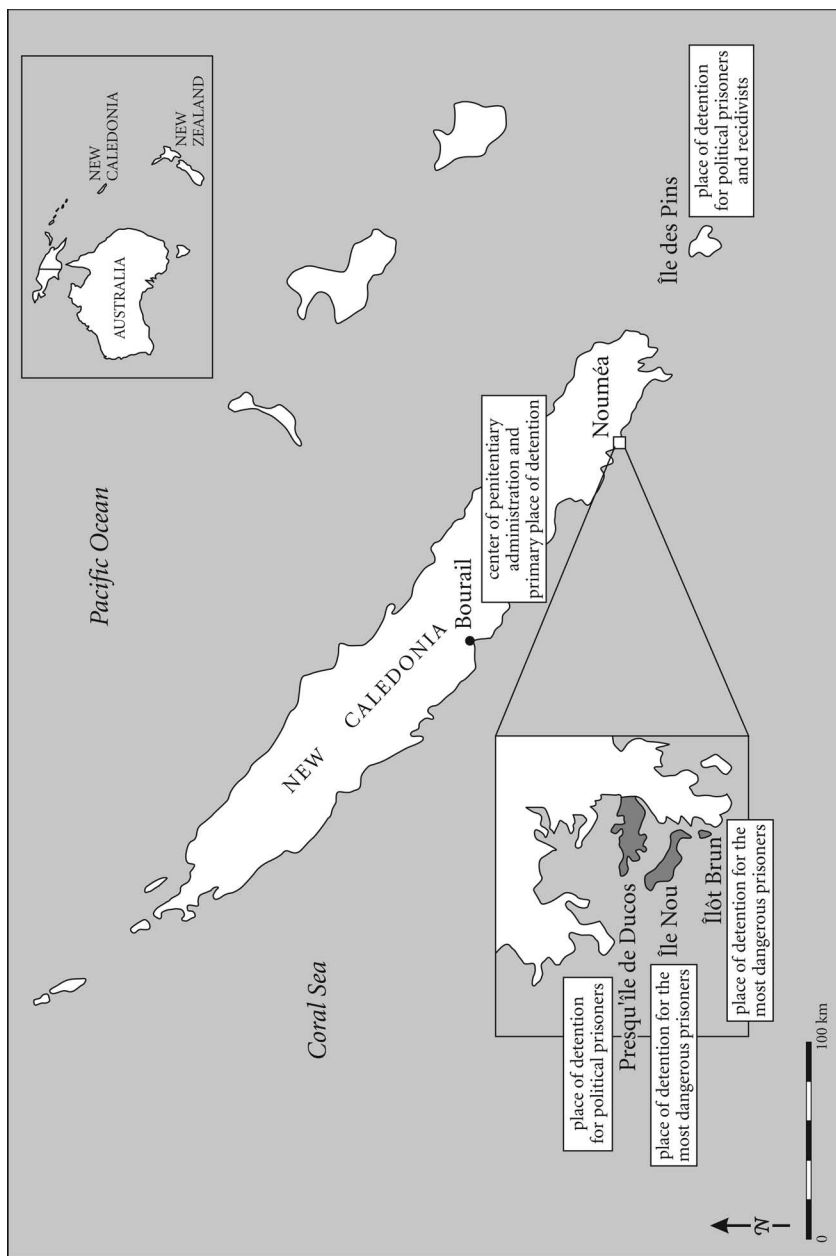 Pacific Ocean
Coral Sea
NEW
CALEDONIA
Bourail
center of penitentiary
administration and
primary place of detention
Nouméa
Île des Pins
place of detention
for political prisoners
and recidivists
AUSTRALIA
NEW
CALEDONIA
NEW
ZEALAND
place of detention
for political prisoners
Presqu'île de Ducos
place of detention for the
most dangerous prisoners
Île Nou
Îlôt Brun
place of detention for the
most dangerous prisoners
N
0
100 km